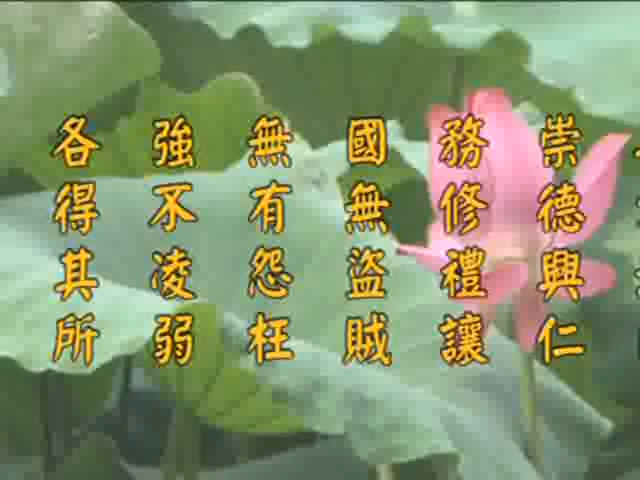 崇德興仁
務修禮讓
國無盜賊
無有怨枉
強不凌弱
各得其所